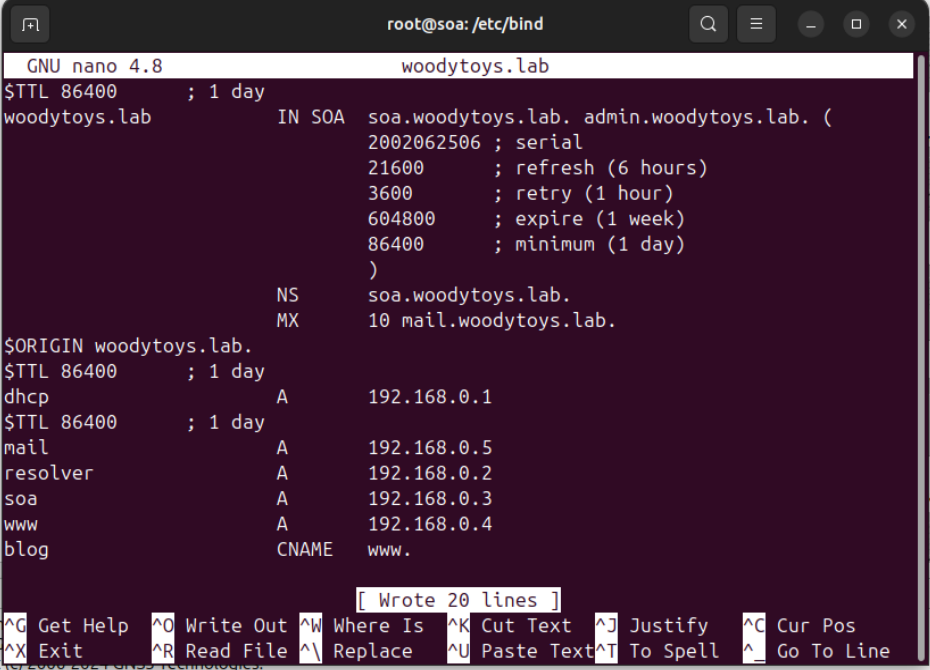 root@soa: /etc/bind
GNU nano 4.8 woodytoys.lab
$TTL 86400 ; 1 day
woodytoys.lab IN SOA soa.woodytoys.lab. admin.woodytoys.lab. (
2002062506 ; serial
21600 ; refresh (6 hours)
3600 ; retry (1 hour)
604800 ; expire (1 week)
86400 ; minimum (1 day)
)
NS soa.woodytoys.lab.
MX 10 mail.woodytoys.lab.
$ORIGIN woodytoys.lab.
$TTL 86400 ; 1 day
dhcp A 192.168.0.1
$TTL 86400 ; 1 day
mail A 192.168.0.5
resolver A 192.168.0.2
soa A 192.168.0.3
www A 192.168.0.4
blog CNAME www.
[ Wrote 20 lines ]
^G Get Help ^O Write Out ^W Where Is ^K Cut Text ^J Justify ^C Cur Pos
^X Exit ^R Read File ^\ Replace ^U Paste Text ^T To Spell ^_ Go To Line